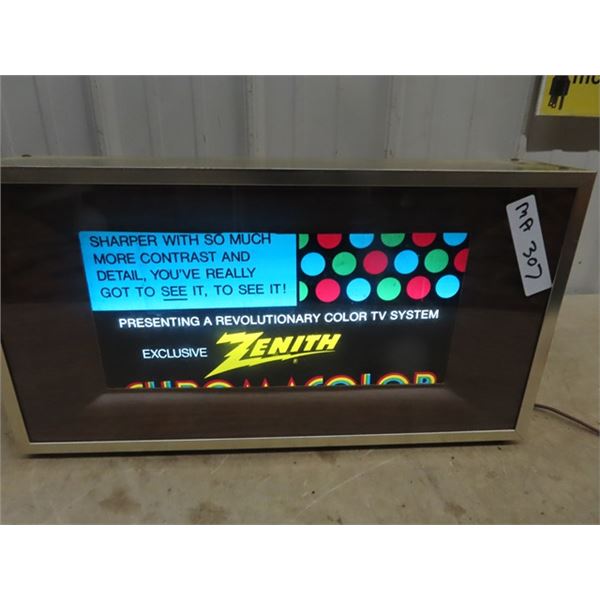 SHARPER WITH SO MUCH
MORE CONTRAST AND
DETAIL, YOU'VE REALLY
GOT TO SEE IT, TO SEE IT!
PRESENTING A REVOLUTIONARY COLOR TV SYSTEM
EXCLUSIVE ZENITH®
CHROMACOLOR
MA
307